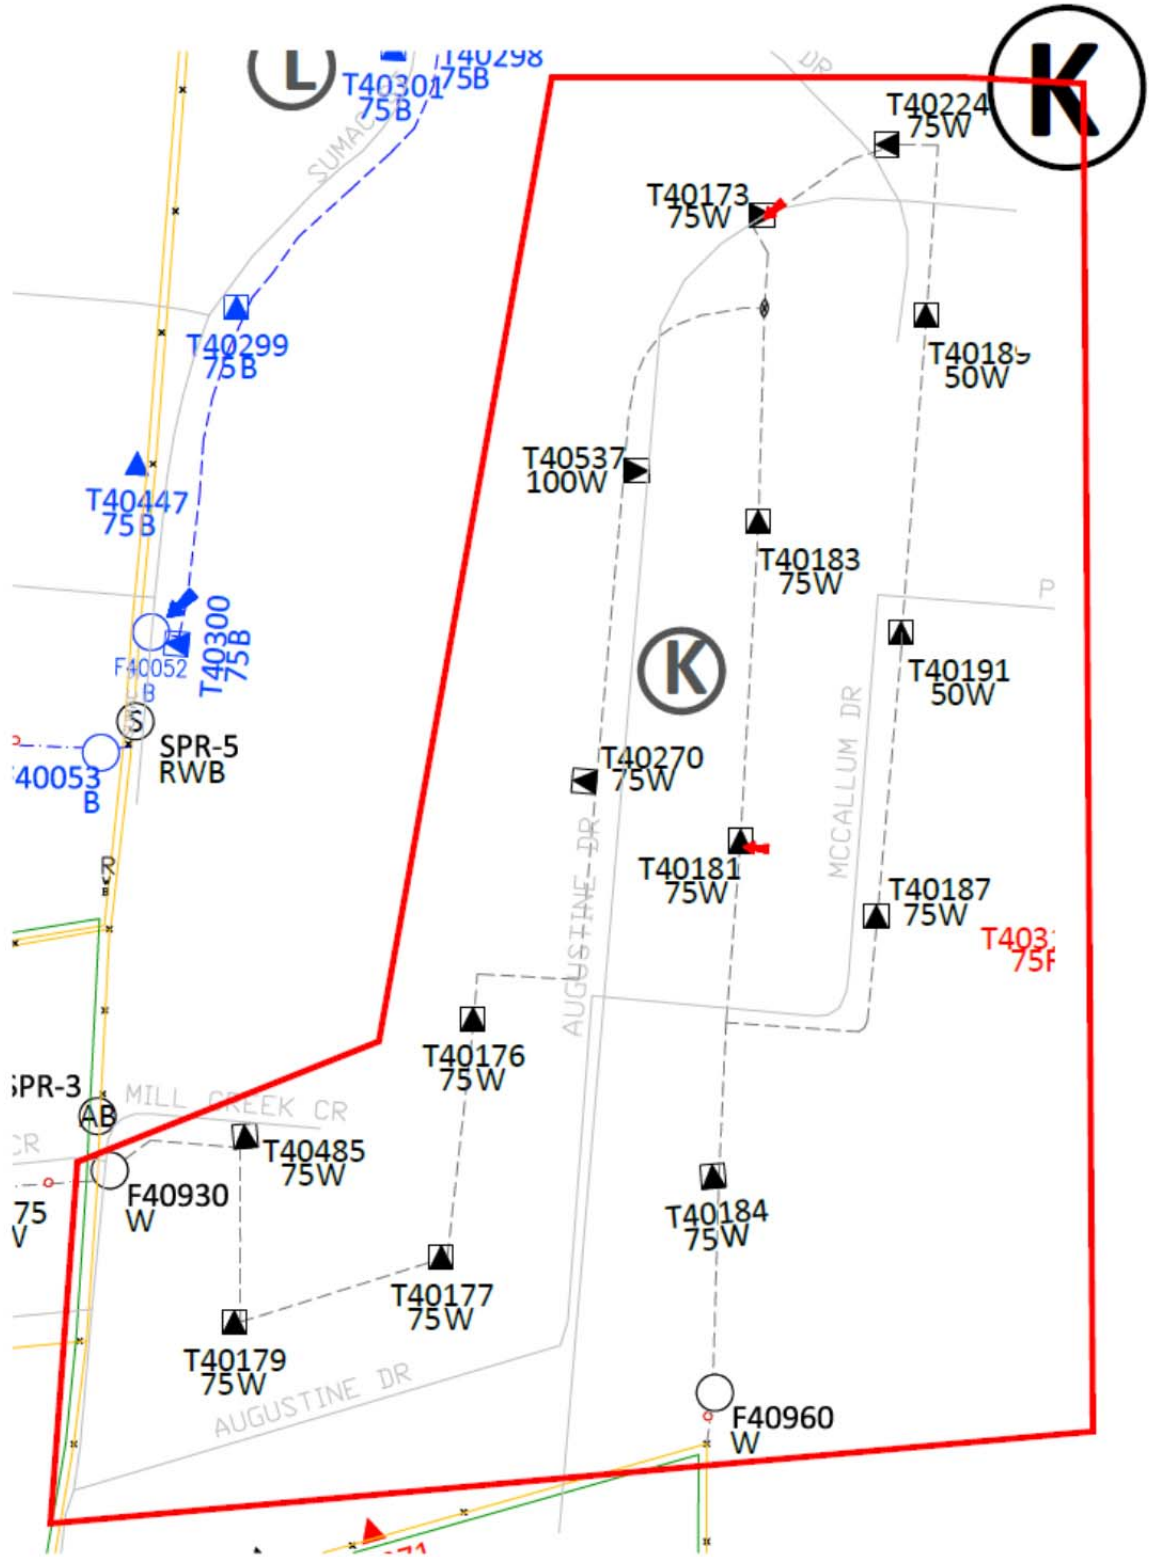 L
T40298
75B
T40301
75B
SUMAC
DR
K
T40224
75W
T40173
75W
T40299
75B
T40189
50W
T40537
100W
T40447
75B
T40183
75W
P
T40300
75B
F40052
B
K
T40191
50W
S
SPR-5
RWB
40053
B
T40270
75W
MCCALLUM DR
R
T40181
75W
T40187
75W
AUGUSTINE DR
T403
75
T40176
75W
SPR-3
AB
MILL CREEK CR
CR
T40485
75W
F40930
W
75
W
T40184
75W
T40177
75W
T40179
75W
AUGUSTINE DR
F40960
W
71